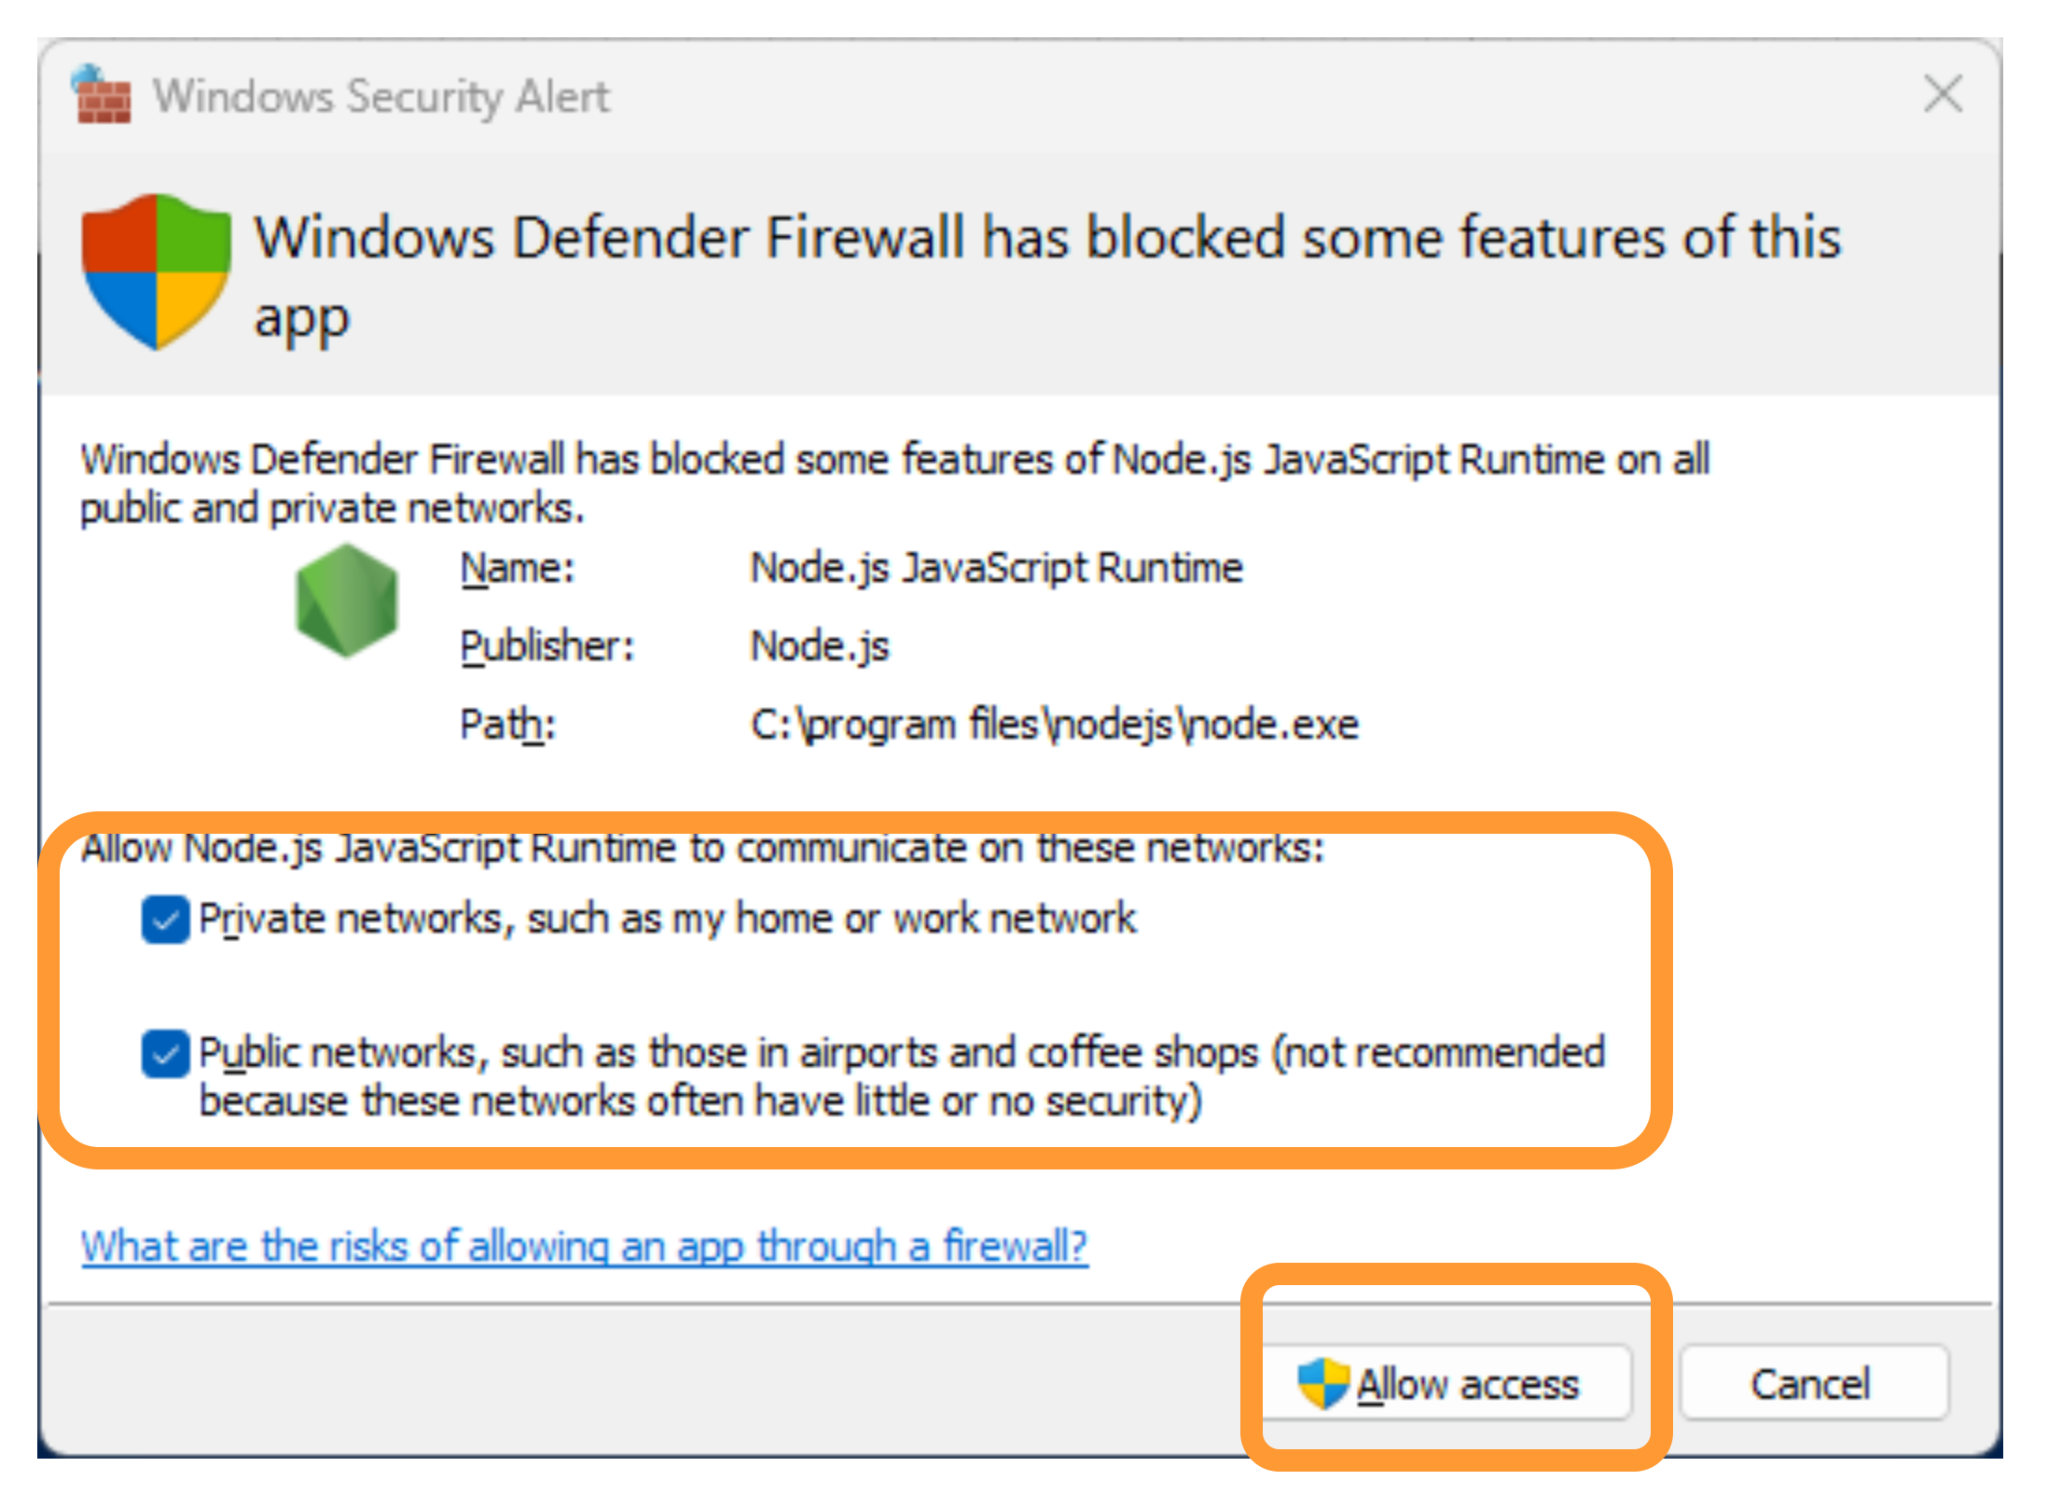 Windows Security Alert
Windows Defender Firewall has blocked some features of this
app
Windows Defender Firewall has blocked some features of Node.js JavaScript Runtime on all
public and private networks.
Name: Node.js JavaScript Runtime
Publisher: Node.js
Path: C:\program files\nodejs\node.exe
Allow Node.js JavaScript Runtime to communicate on these networks:
Private networks, such as my home or work network
Public networks, such as those in airports and coffee shops (not recommended
because these networks often have little or no security)
What are the risks of allowing an app through a firewall?
Allow access Cancel